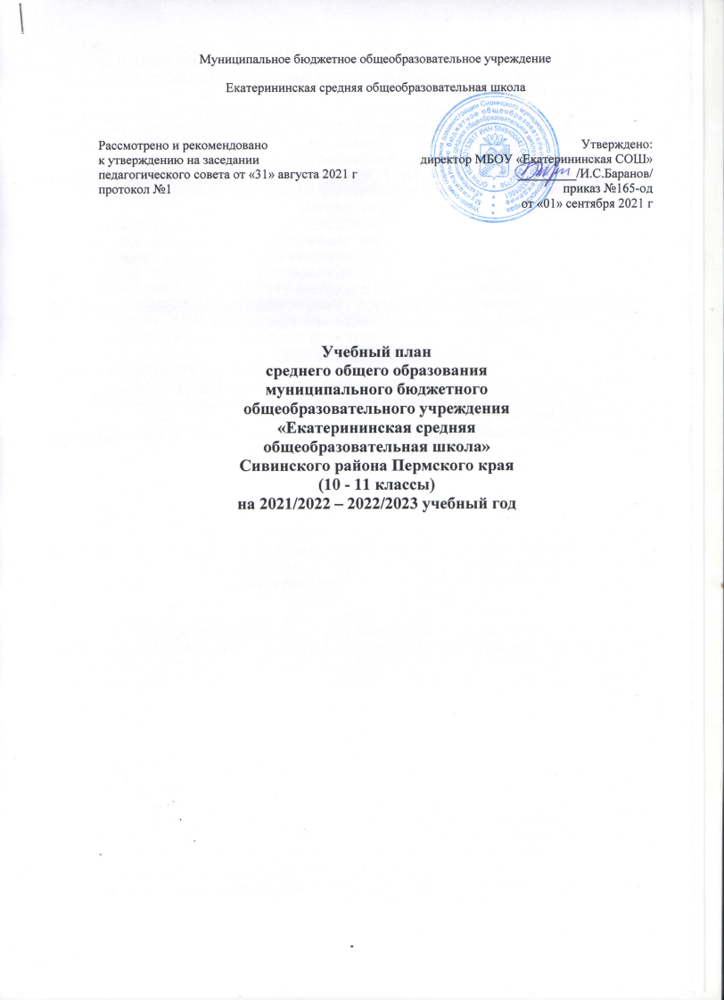 Муниципальное бюджетное общеобразовательное учреждение
Екатерининская средняя общеобразовательная школа
Рассмотрено и рекомендовано
к утверждению на заседании
педагогического совета от «31» августа 2021 г
протокол №1
Утверждено:
директор МБОУ «Екатерининская СОШ»
/И.С.Баранов/
приказ №165-од
от «01» сентября 2021 г
Учебный план
среднего общего образования
муниципального бюджетного
общеобразовательного учреждения
«Екатерининская средняя
общеобразовательная школа»
Сивинского района Пермского края
(10 - 11 классы)
на 2021/2022 – 2022/2023 учебный год